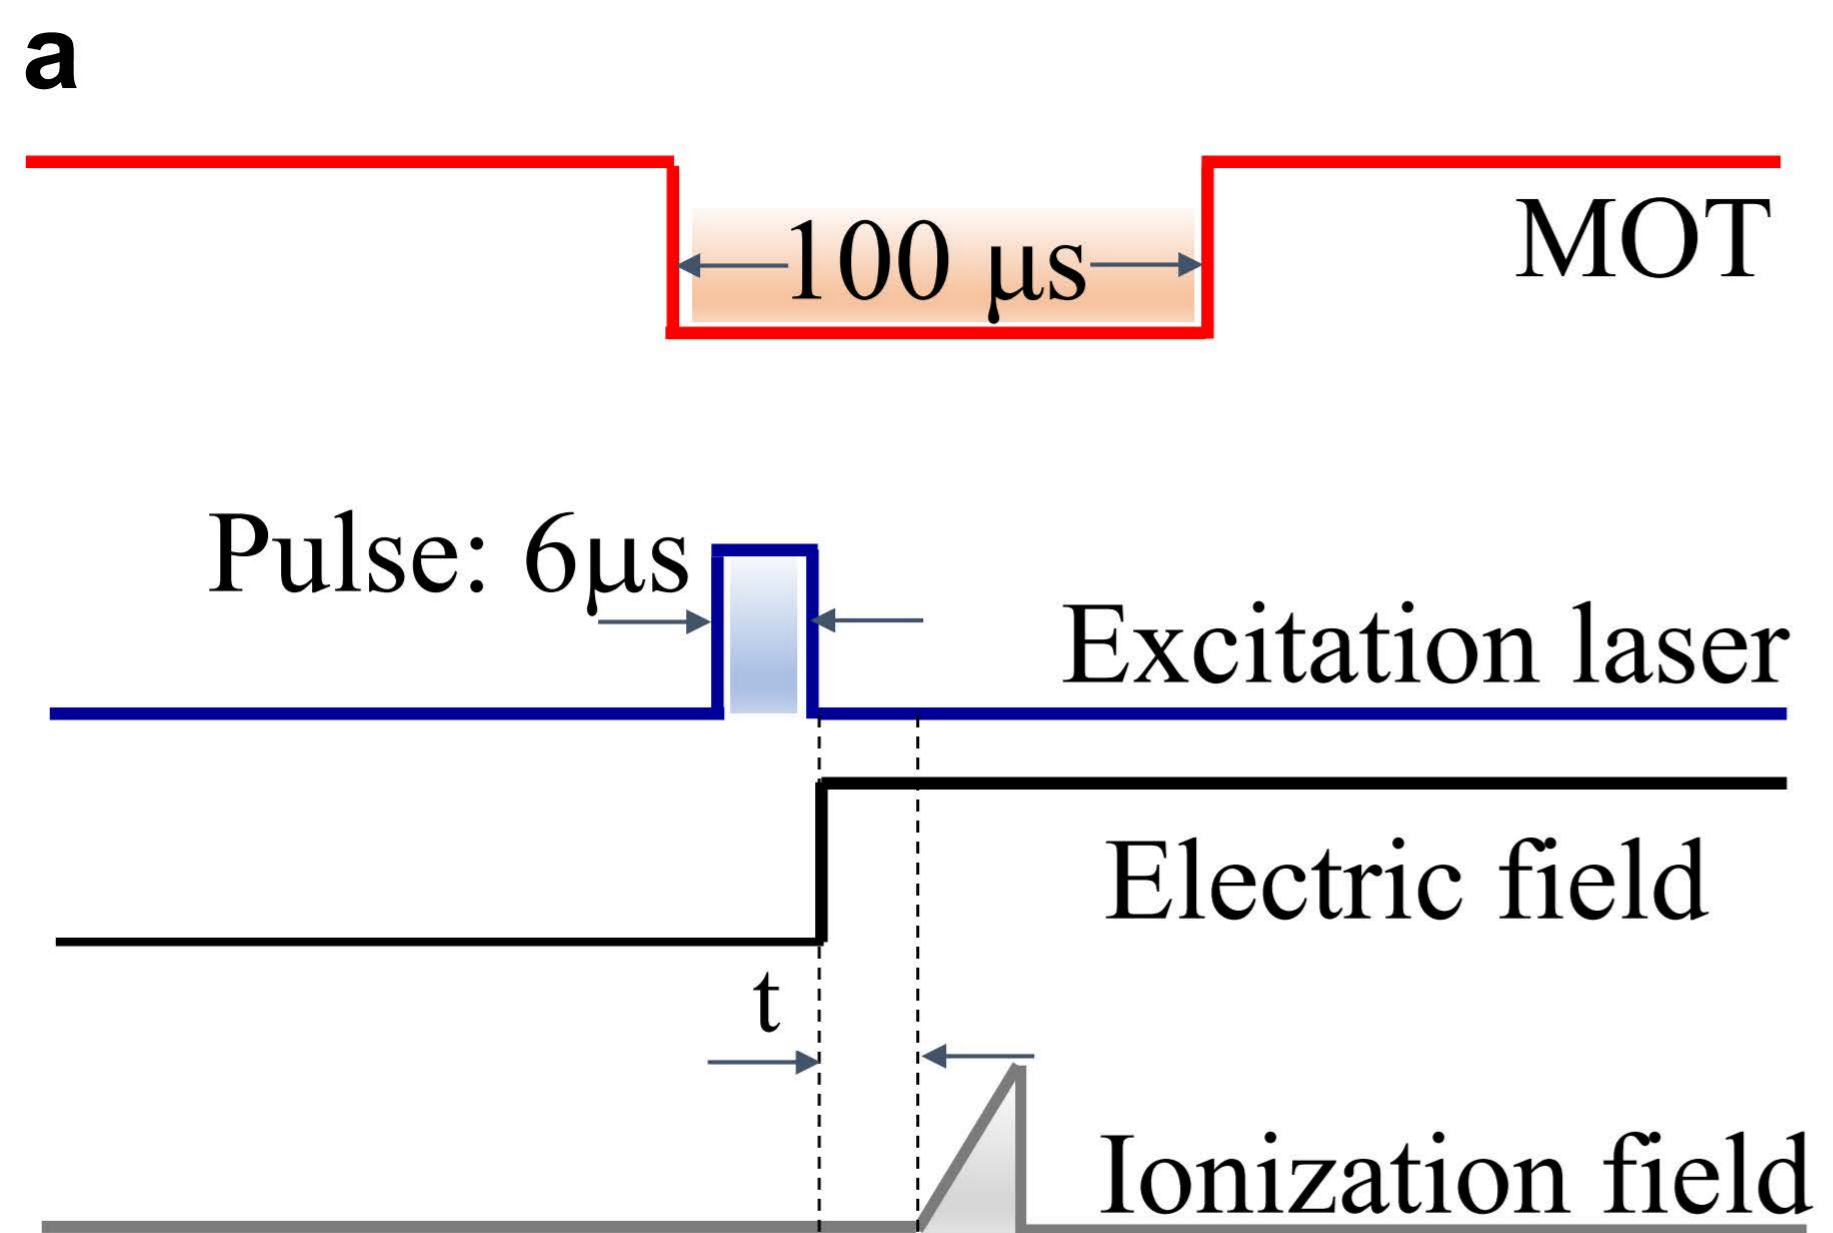 a
100 μs
MOT
Pulse: 6μs
Excitation laser
Electric field
t
Ionization field